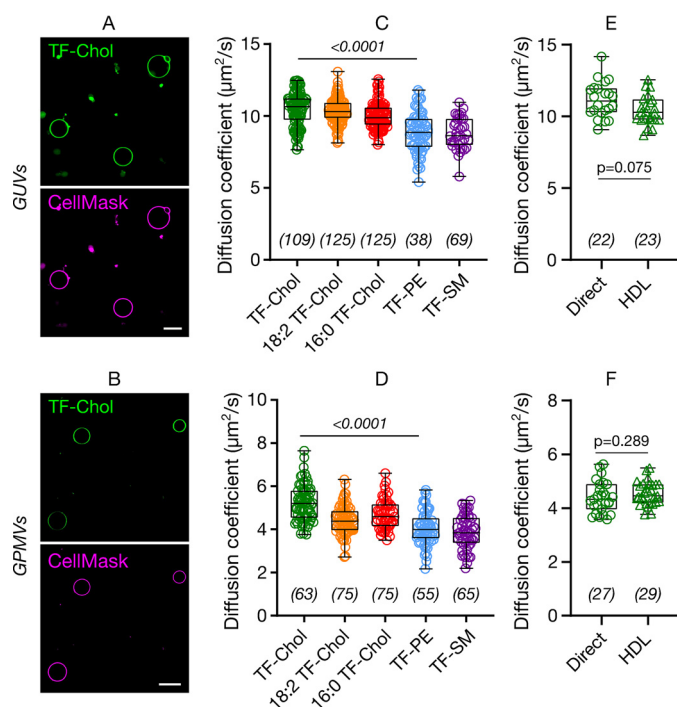 A
TF-Chol
GUVs
CellMask
B
TF-Chol
GPMVs
CellMask
C
Diffusion coefficient (μm²/s)
15
10
5
0
<0.0001
(109) (125) (125) (38) (69)
TF-Chol
18:2 TF-Chol
16:0 TF-Chol
TF-PE
TF-SM
D
Diffusion coefficient (μm²/s)
10
8
6
4
2
0
<0.0001
(63) (75) (75) (55) (65)
TF-Chol
18:2 TF-Chol
16:0 TF-Chol
TF-PE
TF-SM
E
Diffusion coefficient (μm²/s)
15
10
5
0
p=0.075
(22) (23)
Direct
HDL
F
Diffusion coefficient (μm²/s)
8
6
4
2
0
p=0.289
(27) (29)
Direct
HDL